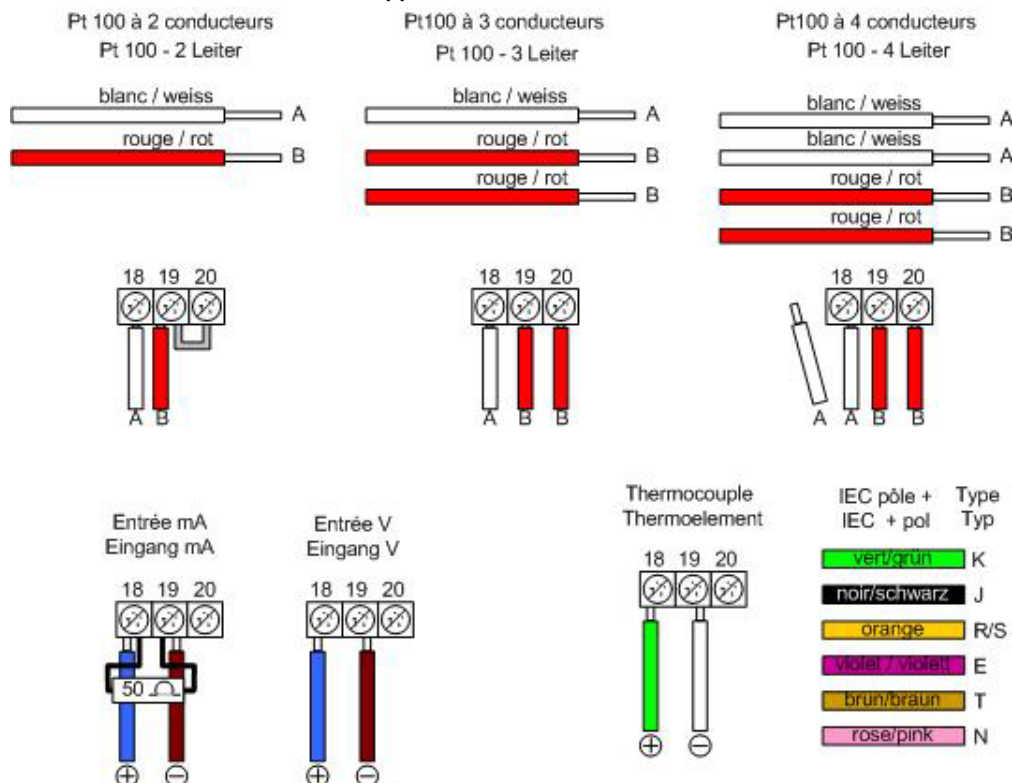 Pt 100 à 2 conducteurs
Pt 100 - 2 Leiter
blanc / weiss
A
rouge / rot
B
18 19 20
A B
Pt100 à 3 conducteurs
Pt 100 - 3 Leiter
blanc / weiss
A
rouge / rot
B
rouge / rot
B
18 19 20
A B B
Pt100 à 4 conducteurs
Pt 100 - 4 Leiter
blanc / weiss
A
blanc / weiss
A
rouge / rot
B
rouge / rot
B
18 19 20
A A B B
Entrée mA
Eingang mA
18 19 20
50 Ω
+ −
Entrée V
Eingang V
18 19 20
+ −
Thermocouple
Thermoelement
18 19 20
+ −
IEC pôle + Type
IEC + pol Typ
vert/grün K
noir/schwarz J
orange R/S
violet / violett E
brun/braun T
rose/pink N